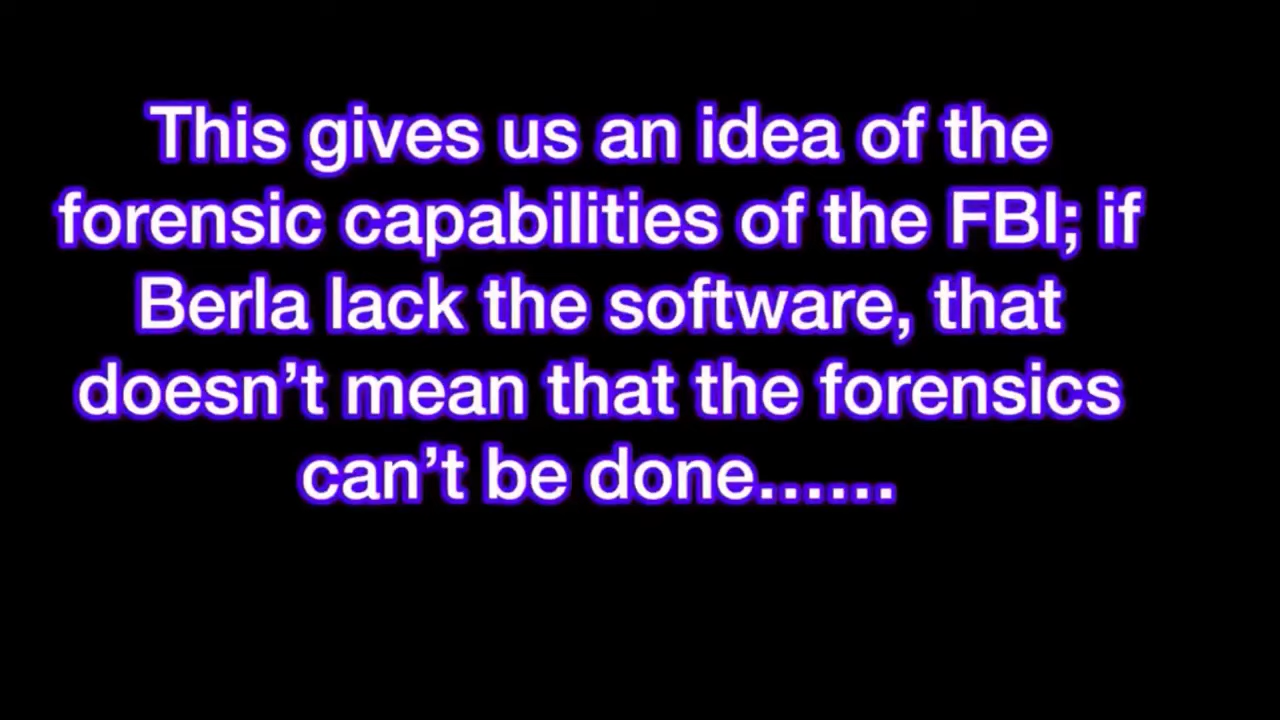 This gives us an idea of the
forensic capabilities of the FBI; if
Berla lack the software, that
doesn’t mean that the forensics
can’t be done......